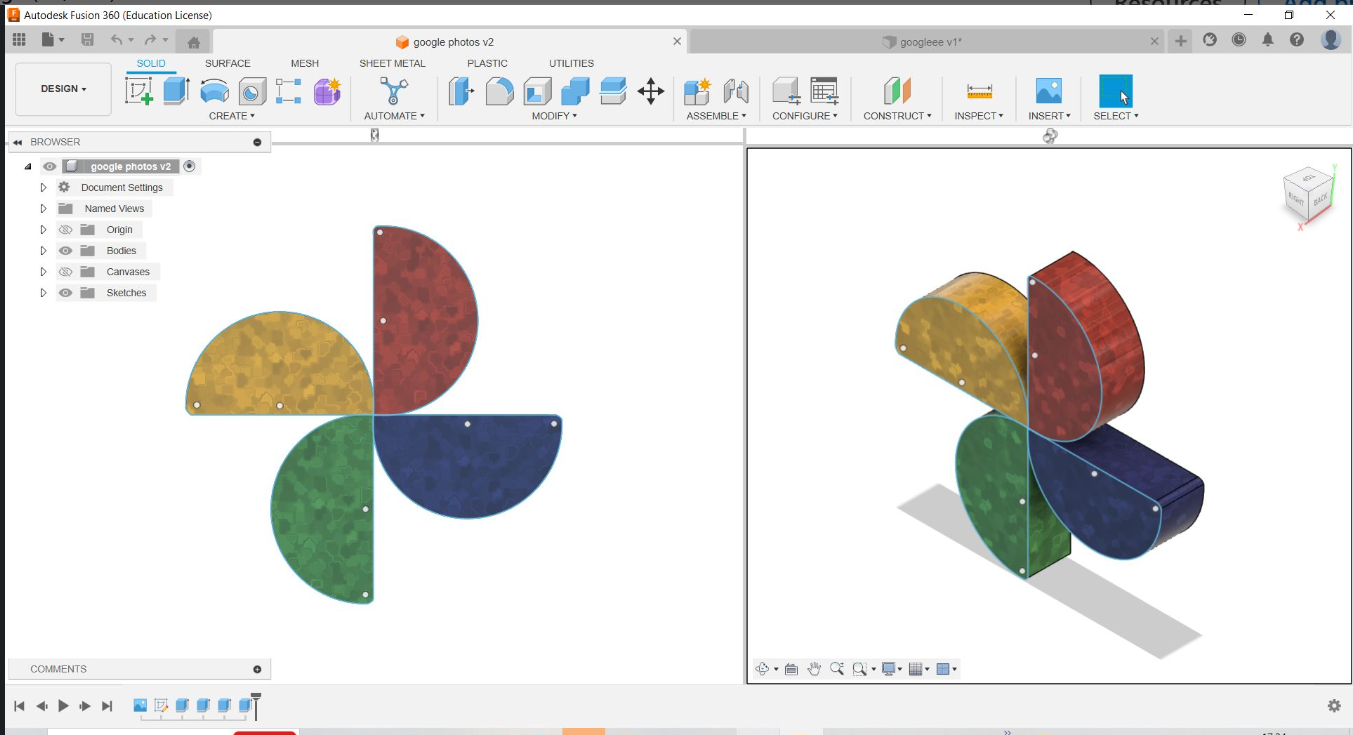 Resources
Autodesk Fusion 360 (Education License)
google photos v2
googleee v1*
DESIGN
SOLID
SURFACE
MESH
SHEET METAL
PLASTIC
UTILITIES
CREATE
AUTOMATE
MODIFY
ASSEMBLE
CONFIGURE
CONSTRUCT
INSPECT
INSERT
SELECT
BROWSER
google photos v2
Document Settings
Named Views
Origin
Bodies
Canvases
Sketches
TOP
RIGHT
BACK
Y
X
COMMENTS